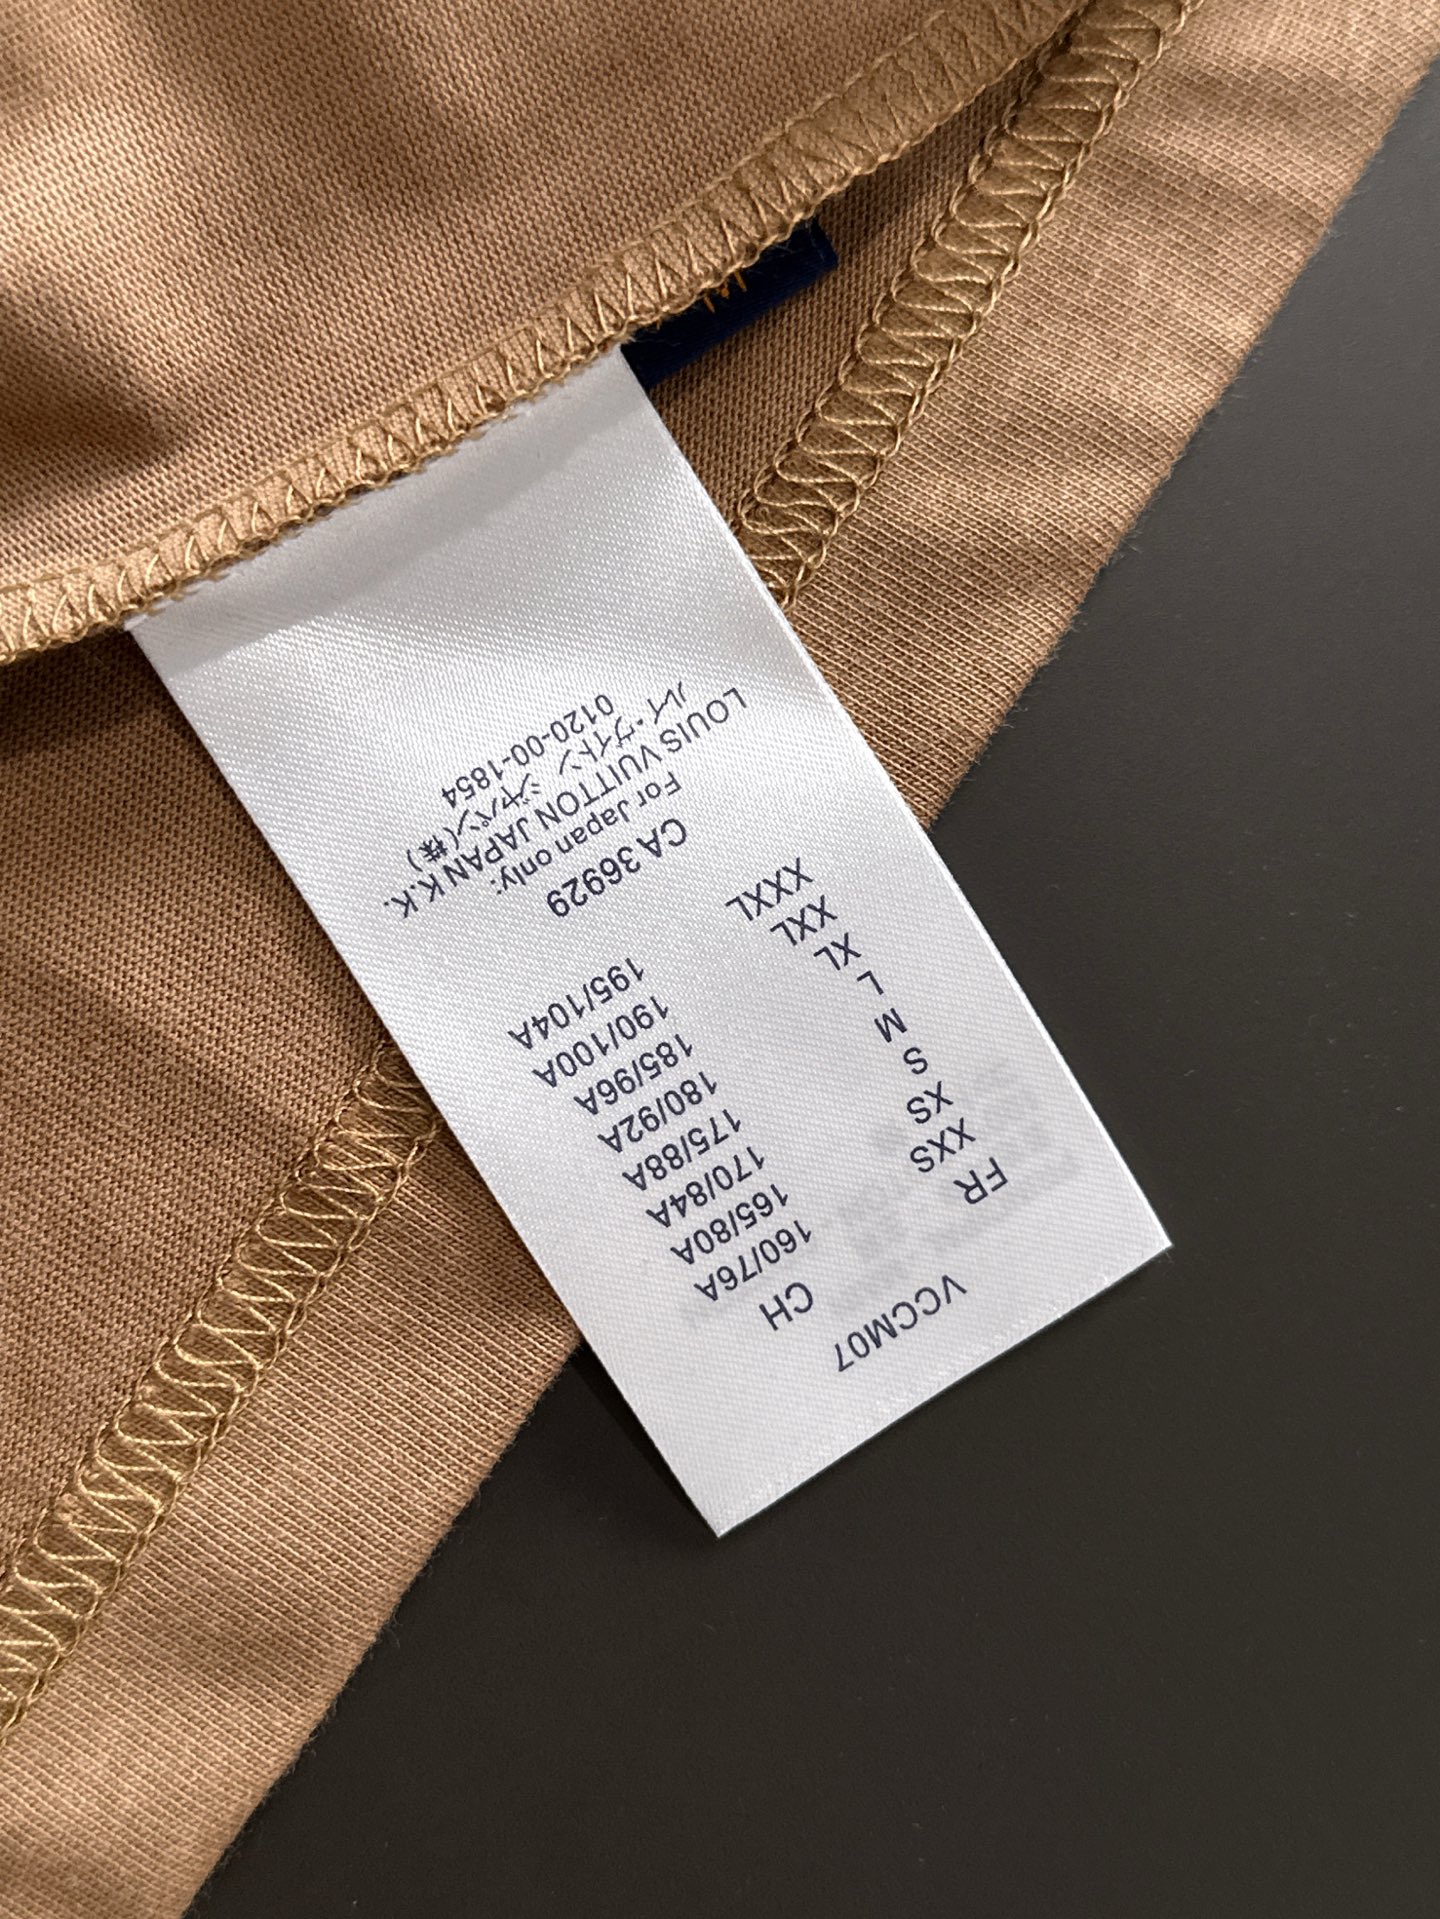 VCCM07
FR CH
XXS 160/76A
XS 165/80A
S 170/84A
M 175/88A
L 180/92A
XL 185/96A
XXL 190/100A
XXXL 195/104A
CA 36929
For Japan only:
LOUIS VUITTON JAPAN K.K.
ルイ・ヴィトン ジャパン(株)
0120-00-1854